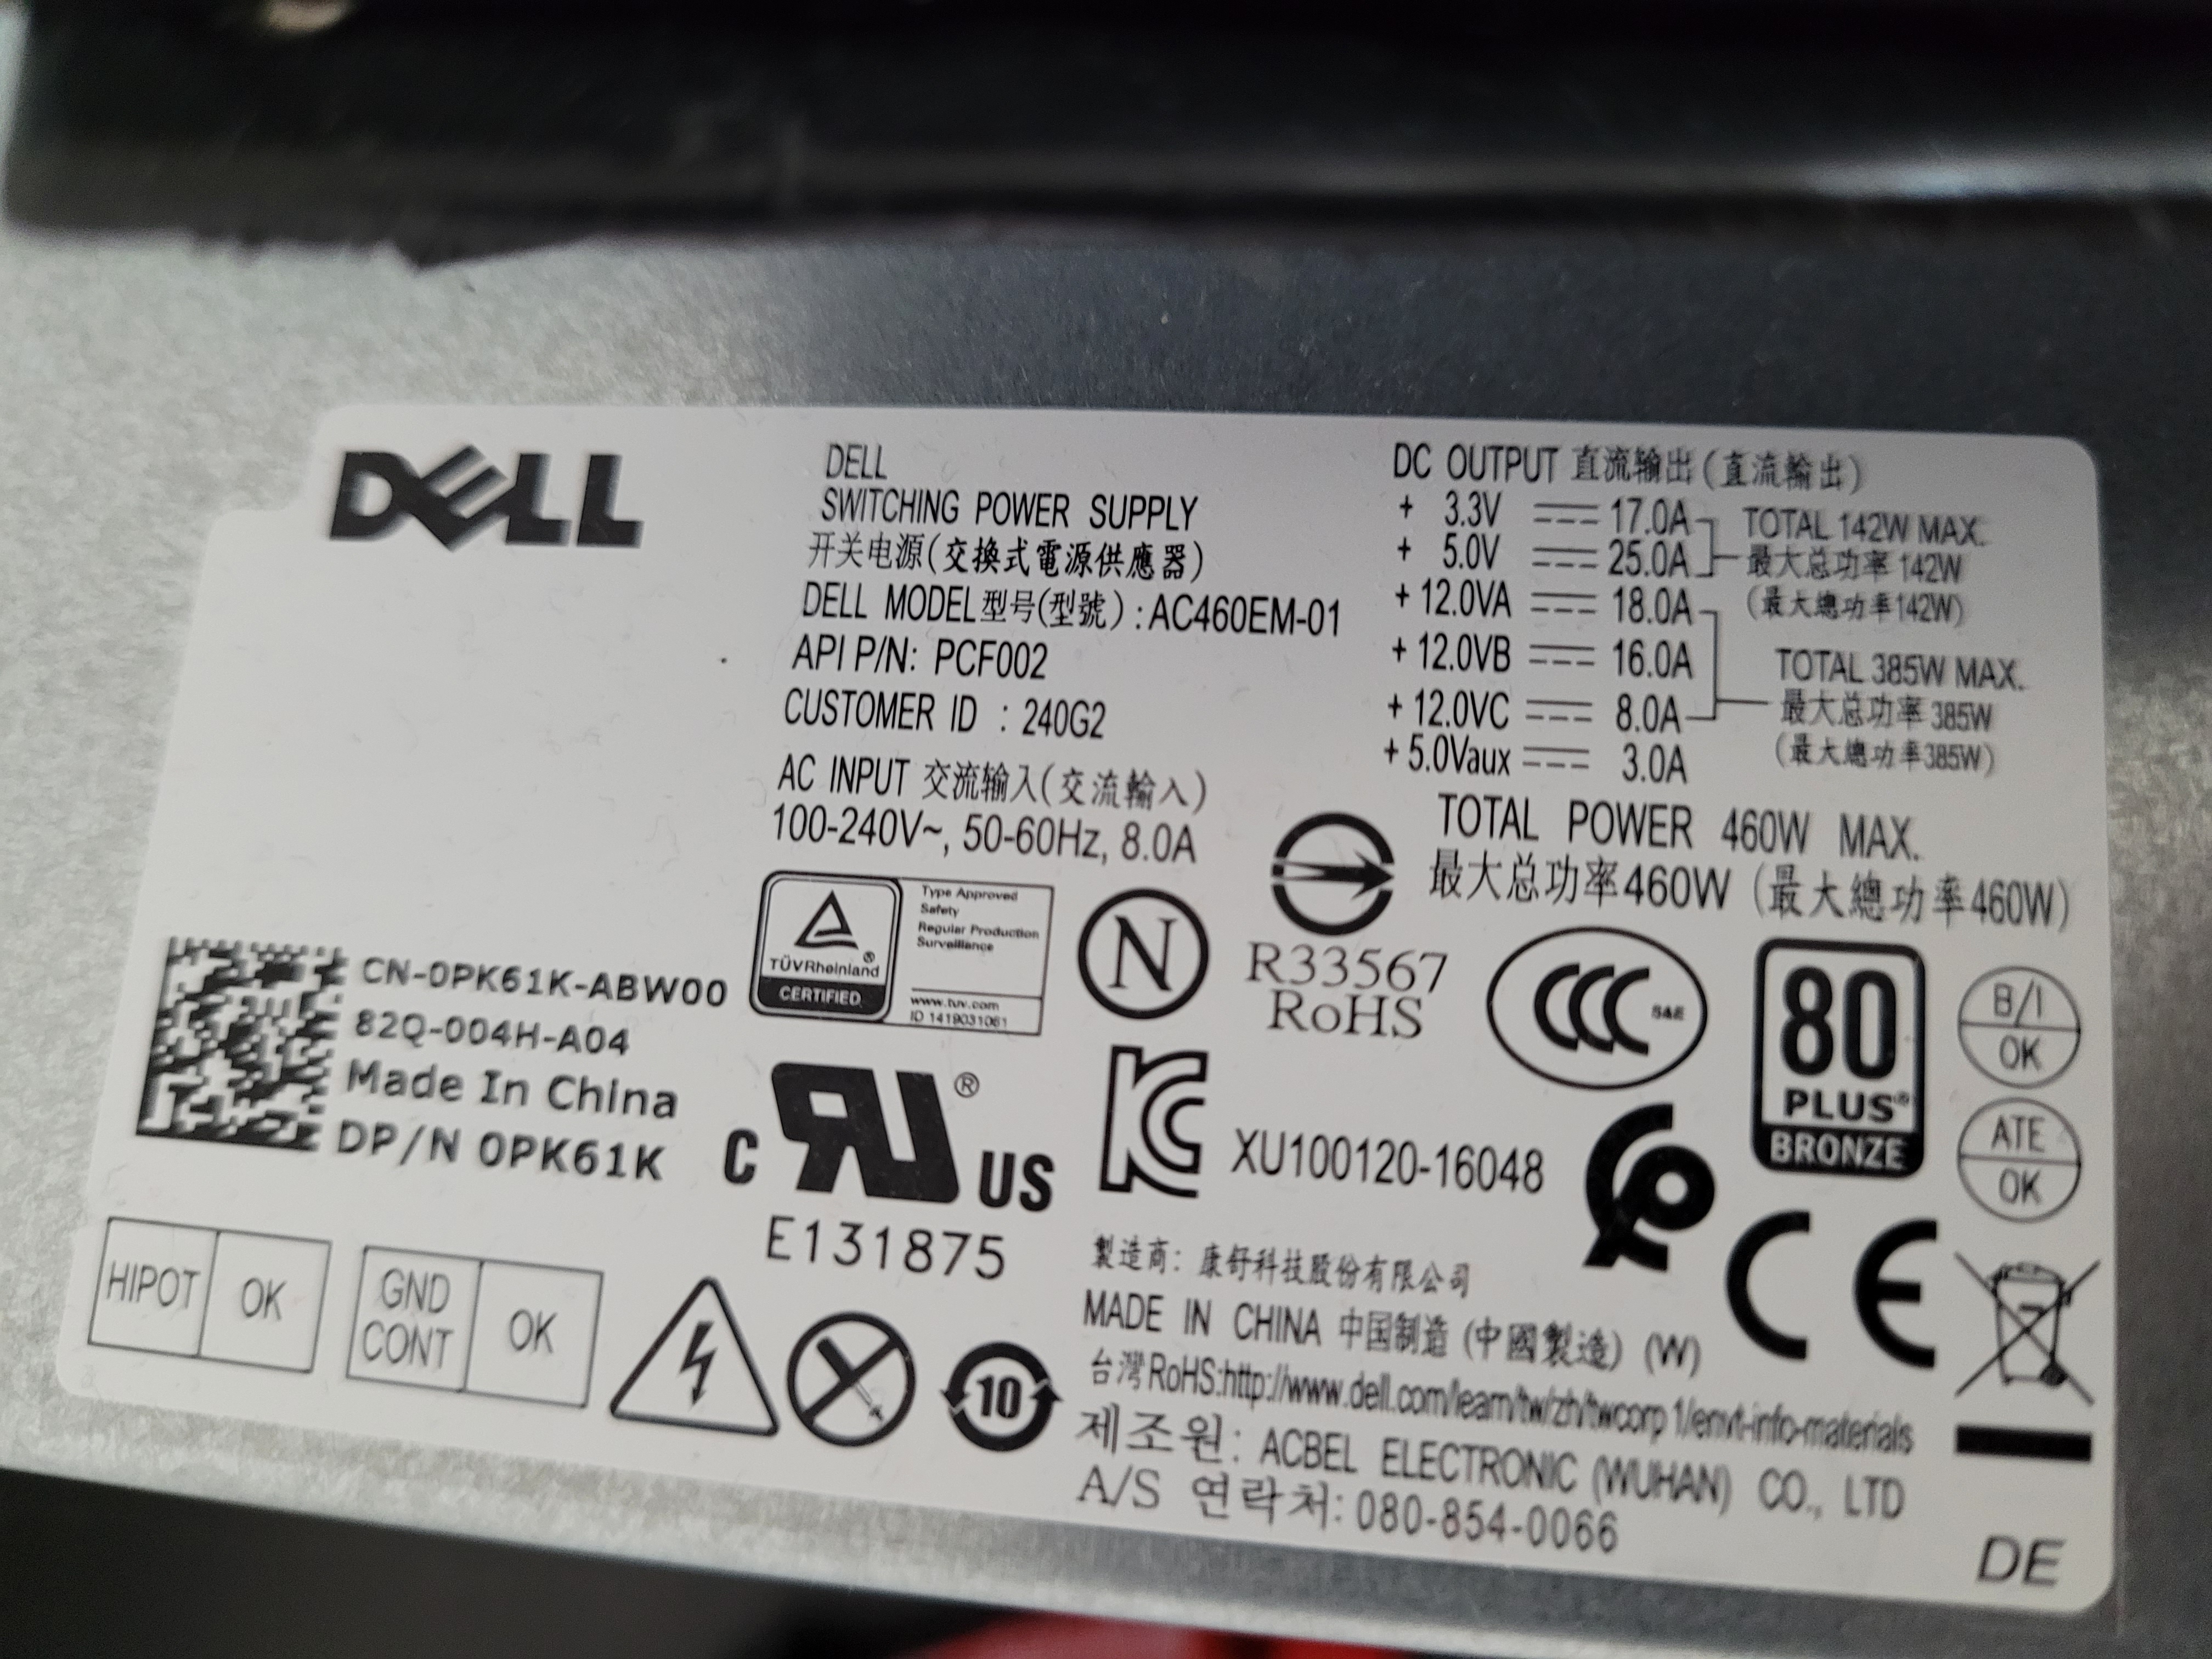 DELL
DELL
SWITCHING POWER SUPPLY
开关电源(交換式電源供應器)
DELL MODEL型号(型號):AC460EM-01
API P/N: PCF002
CUSTOMER ID : 240G2
AC INPUT 交流输入(交流輸入)
100-240V~, 50-60Hz, 8.0A
DC OUTPUT 直流输出(直流輸出)
+ 3.3V 17.0A
+ 5.0V 25.0A
+ 12.0VA 18.0A
+ 12.0VB 16.0A
+ 12.0VC 8.0A
+ 5.0Vaux 3.0A
TOTAL 142W MAX.
最大总功率142W
(最大總功率142W)
TOTAL 385W MAX.
最大总功率385W
(最大總功率385W)
TOTAL POWER 460W MAX.
最大总功率460W (最大總功率460W)
CN-0PK61K-ABW00
82Q-004H-A04
Made In China
DP/N 0PK61K
TÜVRheinland®
CERTIFIED
Type Approved
Safety
Regular Production
Surveillance
www.tuv.com
ID 1419031061
N
R33567
RoHS
CCC
S&E
80
PLUS®
BRONZE
B/I
OK
ATE
OK
C RU® US
E131875
KC
XU100120-16048
CE
HIPOT OK
GND CONT OK
10
製造商: 康舒科技股份有限公司
MADE IN CHINA 中国制造 (中國製造) (W)
台灣RoHS:http://www.dell.com/learn/tw/zh/twcorp1/envt-info-materials
제조원: ACBEL ELECTRONIC (WUHAN) CO., LTD
A/S 연락처: 080-854-0066
DE